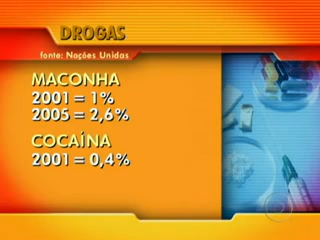 DROGAS
fonte: Nações Unidas
MACONHA
2001 = 1%
2005 = 2,6%
COCAÍNA
2001 = 0,4%